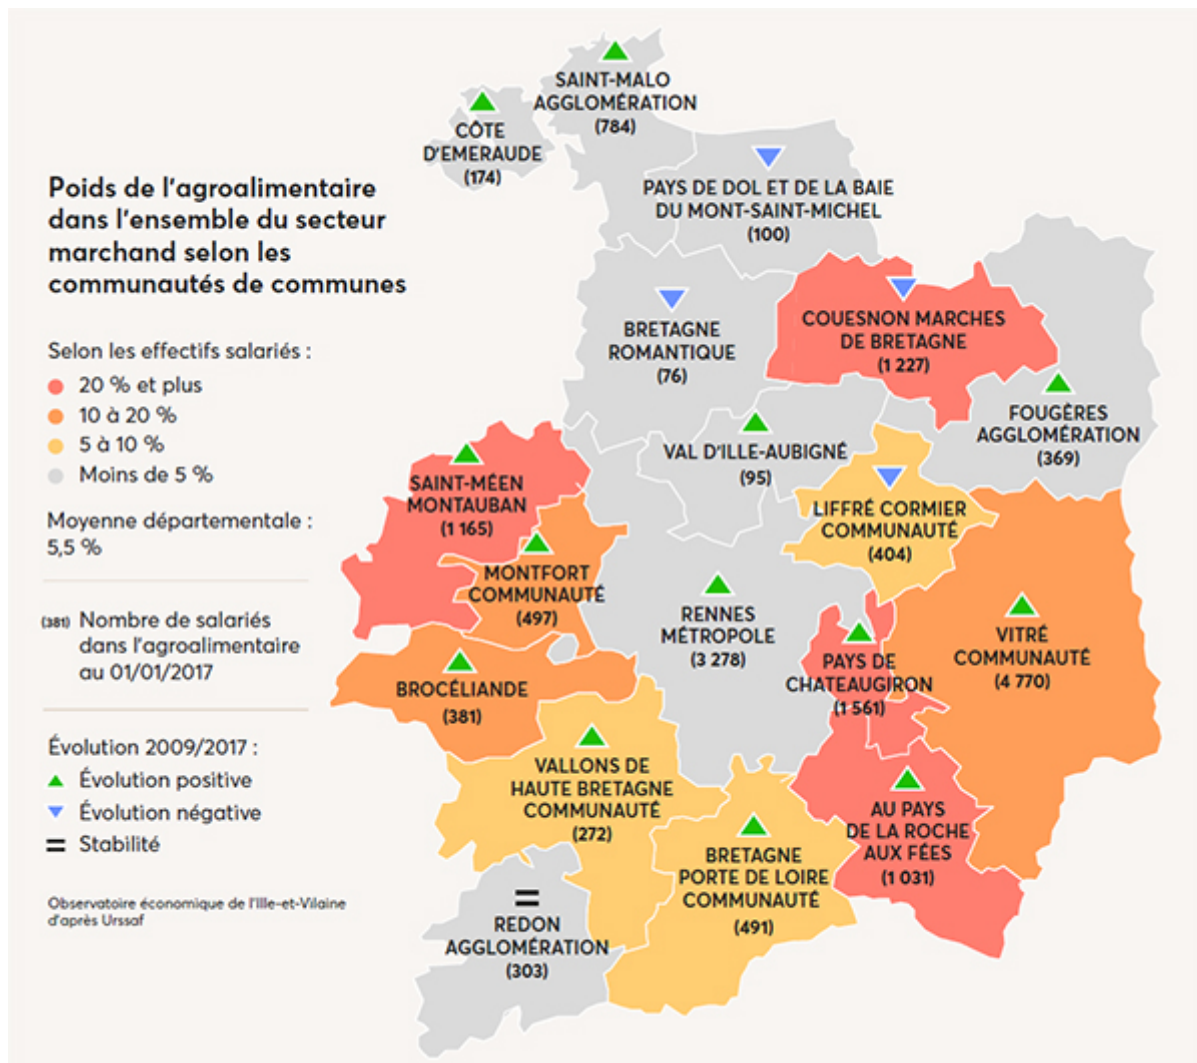 SAINT-MALO
AGGLOMÉRATION
(784)
CÔTE
D'EMERAUDE
(174)
PAYS DE DOL ET DE LA BAIE
DU MONT-SAINT-MICHEL
(100)
Poids de l'agroalimentaire
dans l'ensemble du secteur
marchand selon les
communautés de communes
Selon les effectifs salariés :
20 % et plus
10 à 20 %
5 à 10 %
Moins de 5 %
Moyenne départementale :
5,5 %
(381) Nombre de salariés
dans l'agroalimentaire
au 01/01/2017
Évolution 2009/2017 :
Évolution positive
Évolution négative
Stabilité
Observatoire économique de l'Ille-et-Vilaine
d'après Urssaf
BRETAGNE
ROMANTIQUE
(76)
COUESNON MARCHES
DE BRETAGNE
(1 227)
FOUGÈRES
AGGLOMÉRATION
(369)
VAL D'ILLE-AUBIGNÉ
(95)
SAINT-MÉEN
MONTAUBAN
(1 165)
LIFFRÉ CORMIER
COMMUNAUTÉ
(404)
MONTFORT
COMMUNAUTÉ
(497)
RENNES
MÉTROPOLE
(3 278)
VITRÉ
COMMUNAUTÉ
(4 770)
PAYS DE
CHATEAUGIRON
(1 561)
BROCÉLIANDE
(381)
VALLONS DE
HAUTE BRETAGNE
COMMUNAUTÉ
(272)
AU PAYS
DE LA ROCHE
AUX FÉES
(1 031)
BRETAGNE
PORTE DE LOIRE
COMMUNAUTÉ
(491)
REDON
AGGLOMÉRATION
(303)